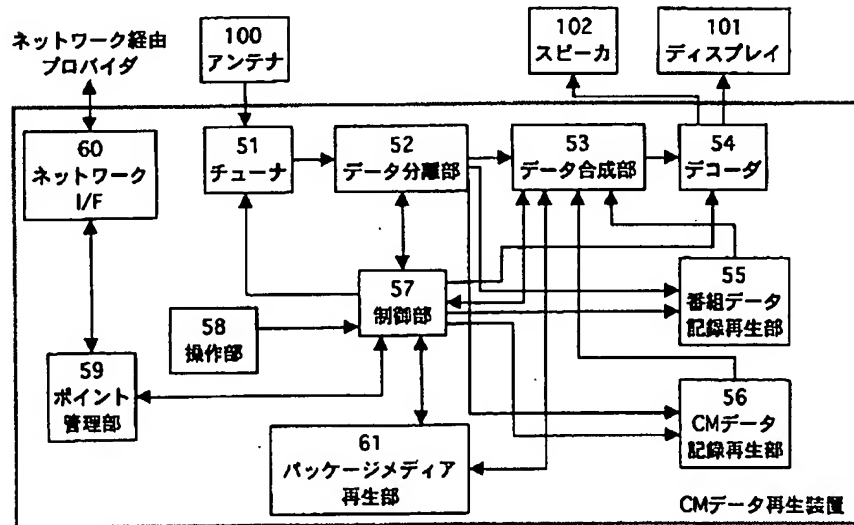 ネットワーク経由
プロバイダ
100
アンテナ
102
スピーカ
101
ディスプレイ
60
ネットワーク
I/F
51
チューナ
52
データ分離部
53
データ合成部
54
デコーダ
57
制御部
58
操作部
55
番組データ
記録再生部
59
ポイント
管理部
56
CMデータ
記録再生部
61
パッケージメディア
再生部
CMデータ再生装置